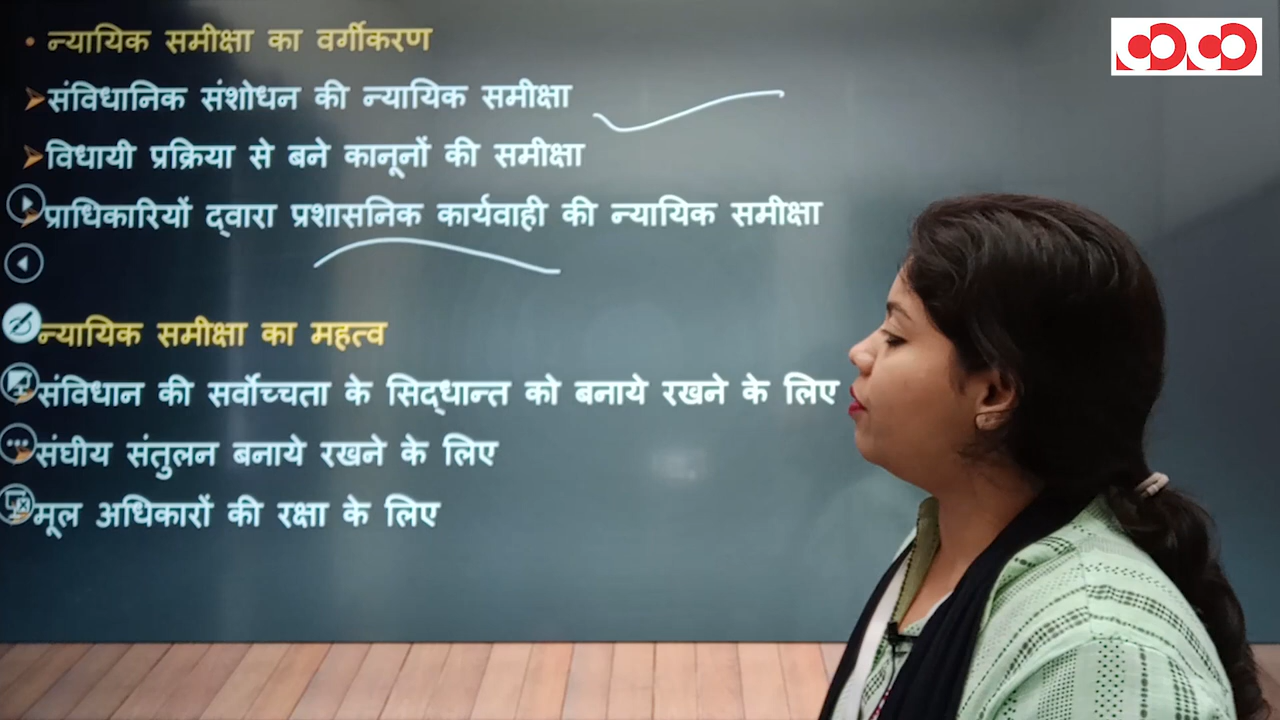 • न्यायिक समीक्षा का वर्गीकरण
➤संविधानिक संशोधन की न्यायिक समीक्षा
➤विधायी प्रक्रिया से बने कानूनों की समीक्षा
➤प्राधिकारियों द्वारा प्रशासनिक कार्यवाही की न्यायिक समीक्षा
न्यायिक समीक्षा का महत्व
संविधान की सर्वोच्चता के सिद्धान्त को बनाये रखने के लिए
संघीय संतुलन बनाये रखने के लिए
मूल अधिकारों की रक्षा के लिए